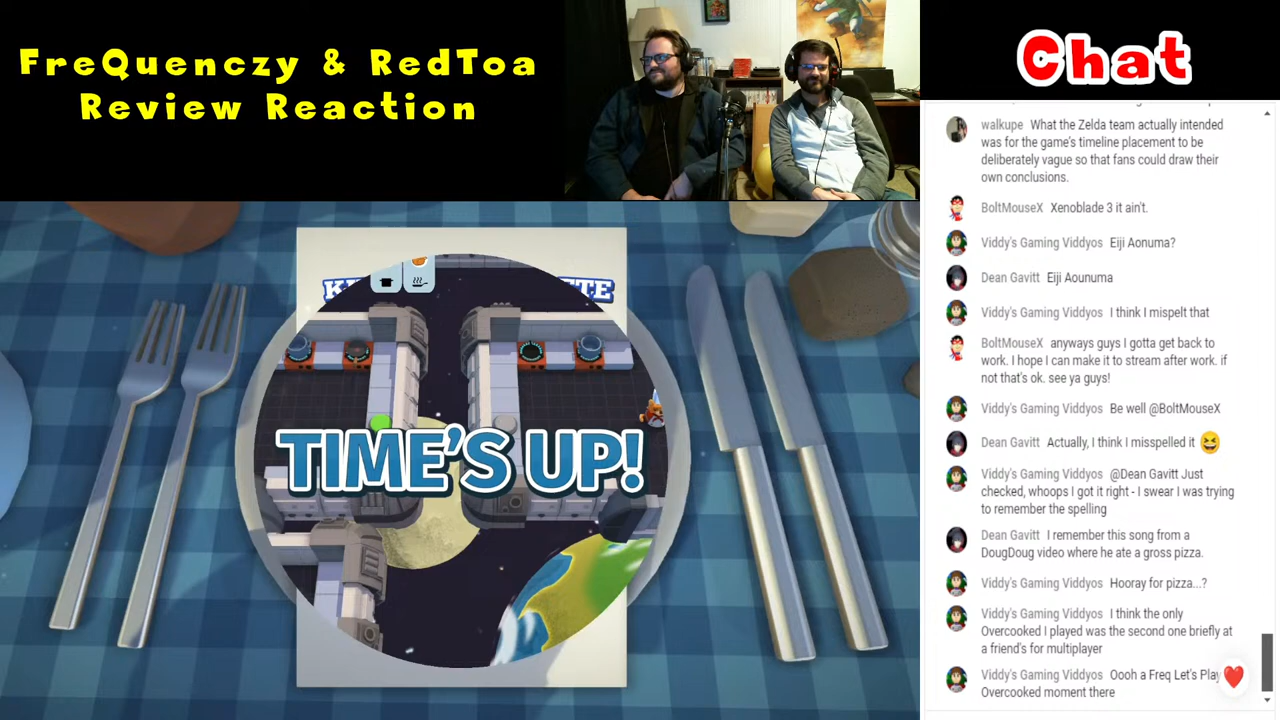 FreQuenczy & RedToa
Review Reaction
Chat
walkupe What the Zelda team actually intended
was for the game's timeline placement to be
deliberately vague so that fans could draw their
own conclusions.
BoltMouseX Xenoblade 3 it ain't.
Viddy's Gaming Viddyos Eiji Aonuma?
Dean Gavitt Eiji Aounuma
Viddy's Gaming Viddyos I think I mispelt that
BoltMouseX anyways guys I gotta get back to
work. I hope I can make it to stream after work. if
not that's ok. see ya guys!
Viddy's Gaming Viddyos Be well @BoltMouseX
Dean Gavitt Actually, I think I misspelled it
Viddy's Gaming Viddyos @Dean Gavitt Just
checked, whoops I got it right - I swear I was trying
to remember the spelling
Dean Gavitt I remember this song from a
DougDoug video where he ate a gross pizza.
Viddy's Gaming Viddyos Hooray for pizza...?
Viddy's Gaming Viddyos I think the only
Overcooked I played was the second one briefly at
a friend's for multiplayer
Viddy's Gaming Viddyos Oooh a Freq Let's Play
Overcooked moment there
TIME'S UP!